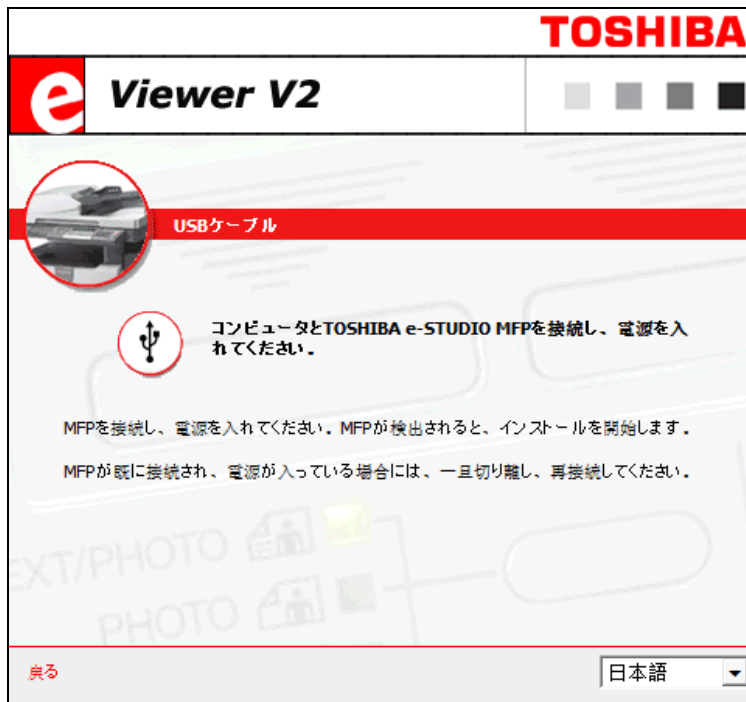 TOSHIBA
e Viewer V2
USBケーブル
コンピュータとTOSHIBA e-STUDIO MFPを接続し、電源を入
れてください．
MFPを接続し、電源を入れてください．MFPが検出されると、インストールを開始します．
MFPが既に接続され、電源が入っている場合には、一旦切り離し、再接続してください．
EXT/PHOTO
PHOTO
戻る
日本語